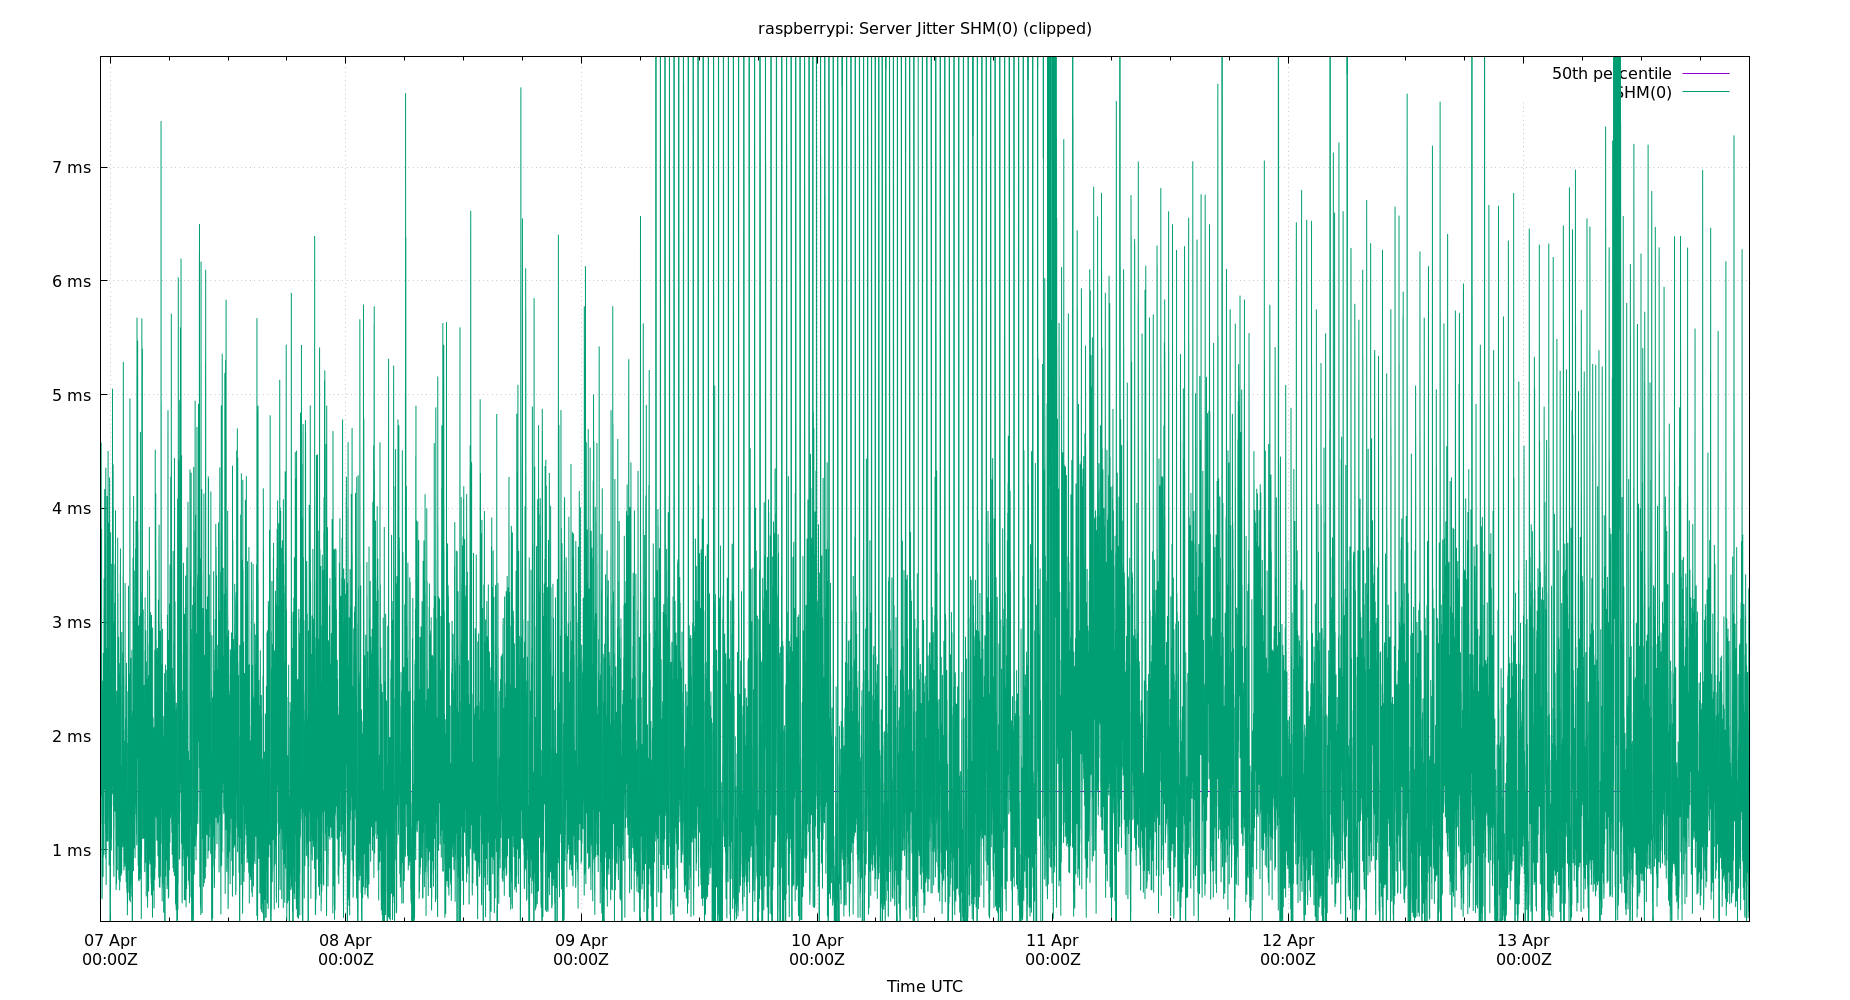 raspberrypi: Server Jitter SHM(0) (clipped)
50th percentile
SHM(0)
7 ms
6 ms
5 ms
4 ms
3 ms
2 ms
1 ms
07 Apr 08 Apr 09 Apr 10 Apr 11 Apr 12 Apr 13 Apr
00:00Z 00:00Z 00:00Z 00:00Z 00:00Z 00:00Z 00:00Z
Time UTC